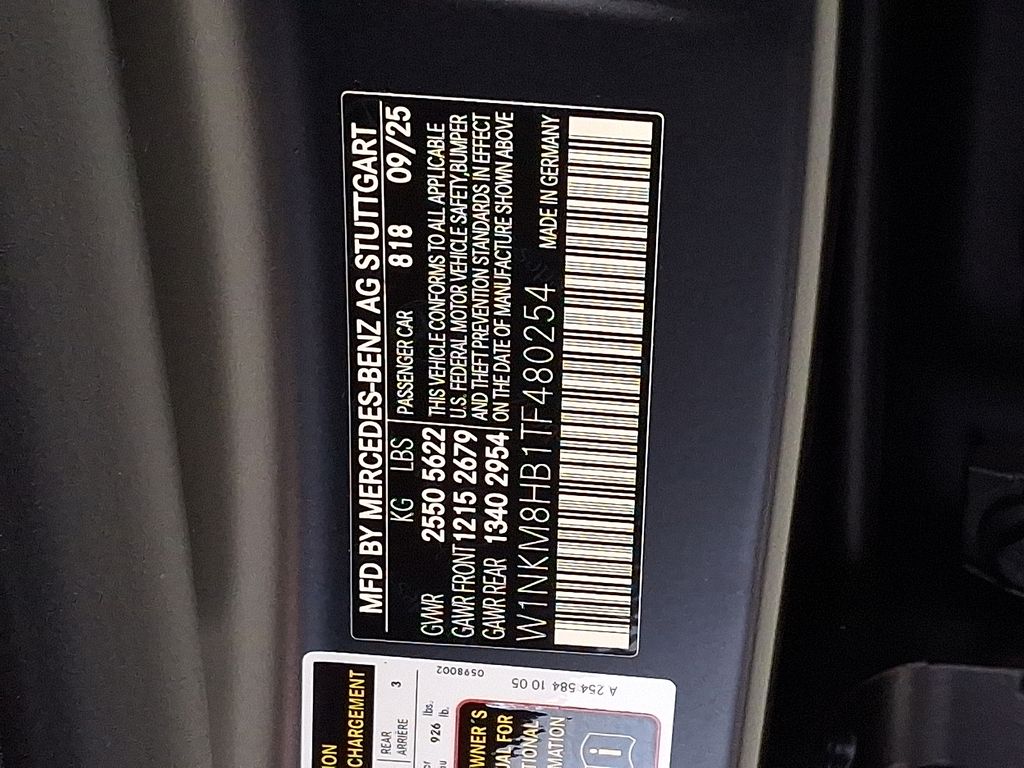 MFD BY MERCEDES-BENZ AG STUTTGART
KG LBS PASSENGER CAR 818 09/25
GVWR 2550 5622
GAWR FRONT 1215 2679
GAWR REAR 1340 2954
THIS VEHICLE CONFORMS TO ALL APPLICABLE
U.S. FEDERAL MOTOR VEHICLE SAFETY,BUMPER
AND THEFT PREVENTION STANDARDS IN EFFECT
ON THE DATE OF MANUFACTURE SHOWN ABOVE
W1NKM8HB1TF480254 MADE IN GERMANY
CHARGEMENT
REAR
ARRIÈRE
3
926 lbs.
lb.
0598002
A 254 584 10 05